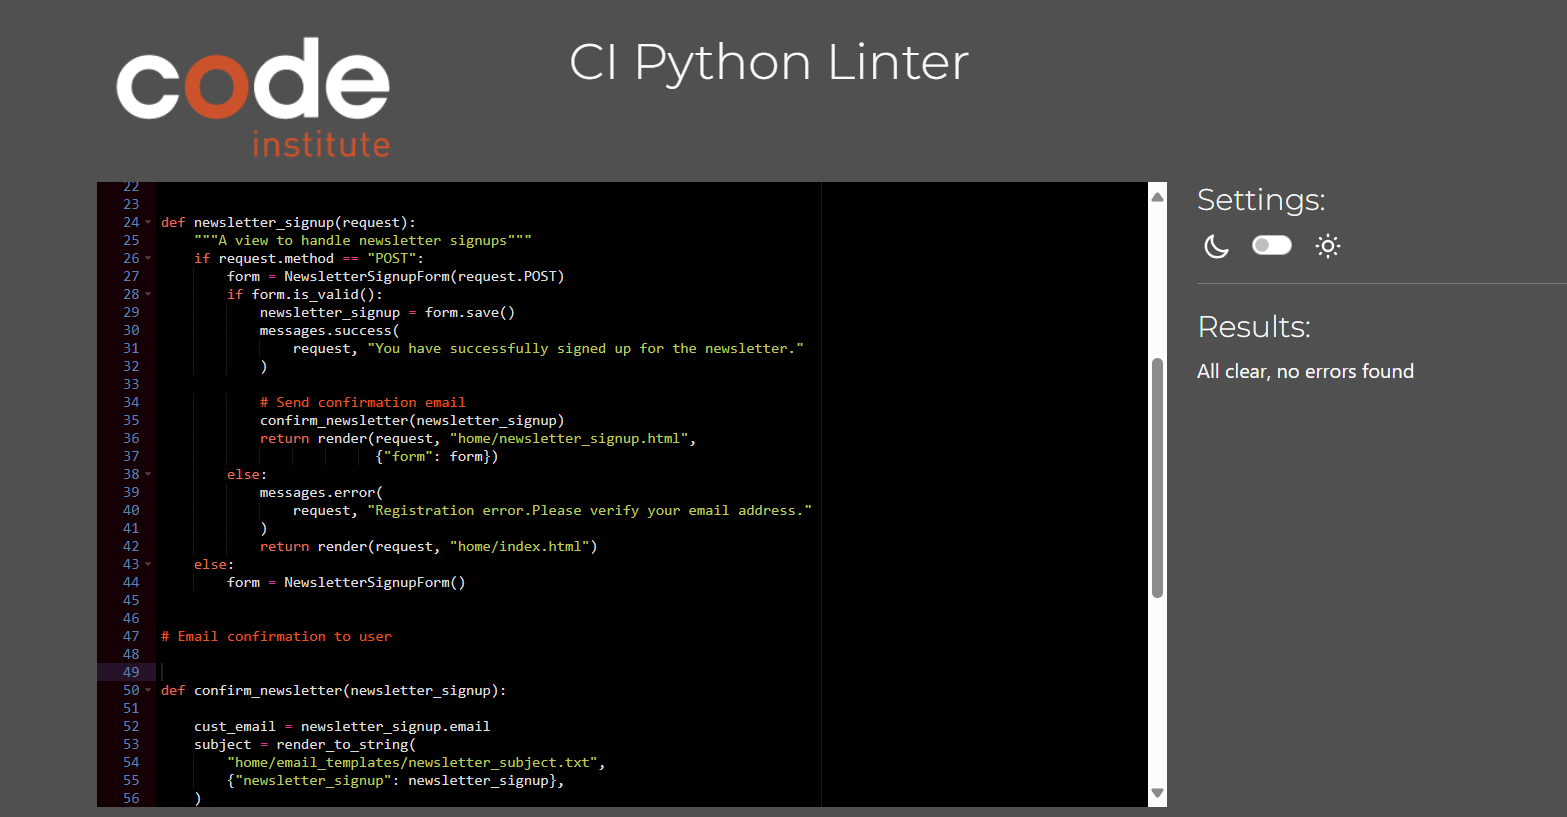 code
institute
CI Python Linter
22
23
24 def newsletter_signup(request):
25     """A view to handle newsletter signups"""
26     if request.method == "POST":
27         form = NewsletterSignupForm(request.POST)
28         if form.is_valid():
29             newsletter_signup = form.save()
30             messages.success(
31                 request, "You have successfully signed up for the newsletter."
32             )
33
34             # Send confirmation email
35             confirm_newsletter(newsletter_signup)
36             return render(request, "home/newsletter_signup.html",
37                           {"form": form})
38         else:
39             messages.error(
40                 request, "Registration error.Please verify your email address."
41             )
42             return render(request, "home/index.html")
43     else:
44         form = NewsletterSignupForm()
45
46
47 # Email confirmation to user
48
49
50 def confirm_newsletter(newsletter_signup):
51
52     cust_email = newsletter_signup.email
53     subject = render_to_string(
54         "home/email_templates/newsletter_subject.txt",
55         {"newsletter_signup": newsletter_signup},
56     )
Settings:
Results:
All clear, no errors found